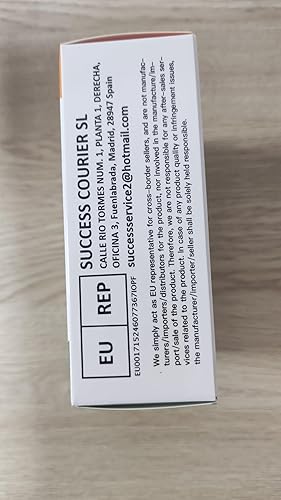 EU REP
SUCCESS COURIER SL
CALLE RIO TORMES NUM. 1, PLANTA 1, DERECHA,
OFICINA 3, Fuenlabrada, Madrid, 28947 Spain
successservice2@hotmail.com
EU001715246077367IOPF
We simply act as EU representative for cross-border sellers, and are not manufac-
turers/importers/distributors for the product, nor involved in the manufacture/im-
port/sale of the product. Therefore, we are not responsible for any after-sales ser-
vices related to the product. In case of any product quality or infringement issues,
the manufacture/importer/seller shall be solely held responsible.